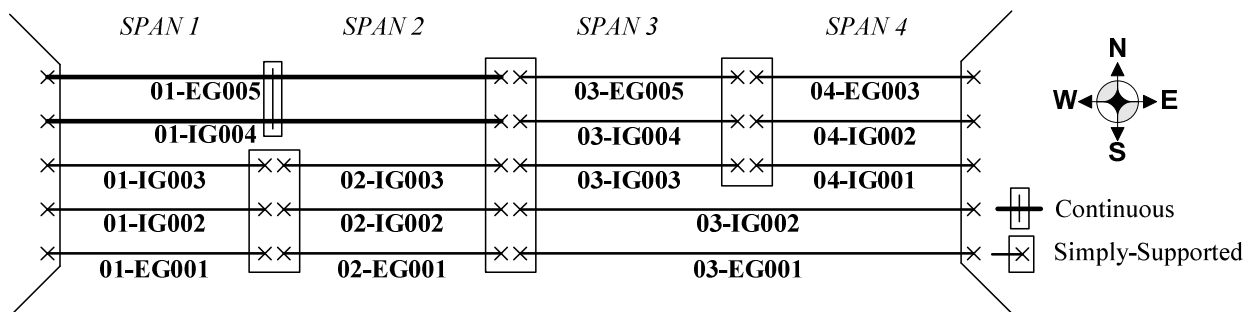 SPAN 1 SPAN 2 SPAN 3 SPAN 4
N
01-EG005 03-EG005 04-EG003
W E
01-IG004 03-IG004 04-IG002
S
01-IG003 02-IG003 03-IG003 04-IG001
Continuous
01-IG002 02-IG002 03-IG002
Simply-Supported
01-EG001 02-EG001 03-EG001